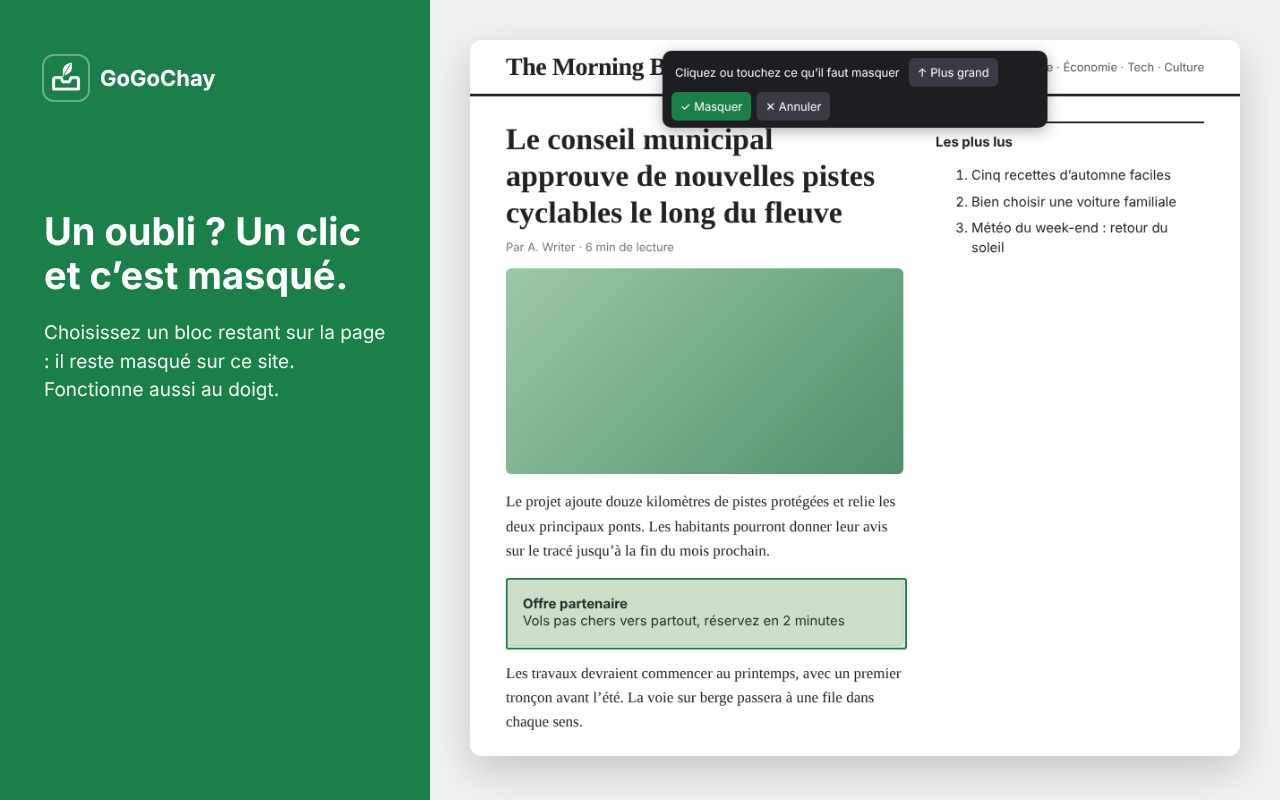 GoGoChay
Un oubli ? Un clic
et c’est masqué.
Choisissez un bloc restant sur la page
: il reste masqué sur ce site.
Fonctionne aussi au doigt.
The Morning B
Cliquez ou touchez ce qu’il faut masquer
↑ Plus grand
✓ Masquer
✕ Annuler
· Économie · Tech · Culture
Le conseil municipal
approuve de nouvelles pistes
cyclables le long du fleuve
Par A. Writer · 6 min de lecture
Le projet ajoute douze kilomètres de pistes protégées et relie les
deux principaux ponts. Les habitants pourront donner leur avis
sur le tracé jusqu’à la fin du mois prochain.
Offre partenaire
Vols pas chers vers partout, réservez en 2 minutes
Les travaux devraient commencer au printemps, avec un premier
tronçon avant l’été. La voie sur berge passera à une file dans
chaque sens.
Les plus lus
1. Cinq recettes d’automne faciles
2. Bien choisir une voiture familiale
3. Météo du week-end : retour du
soleil